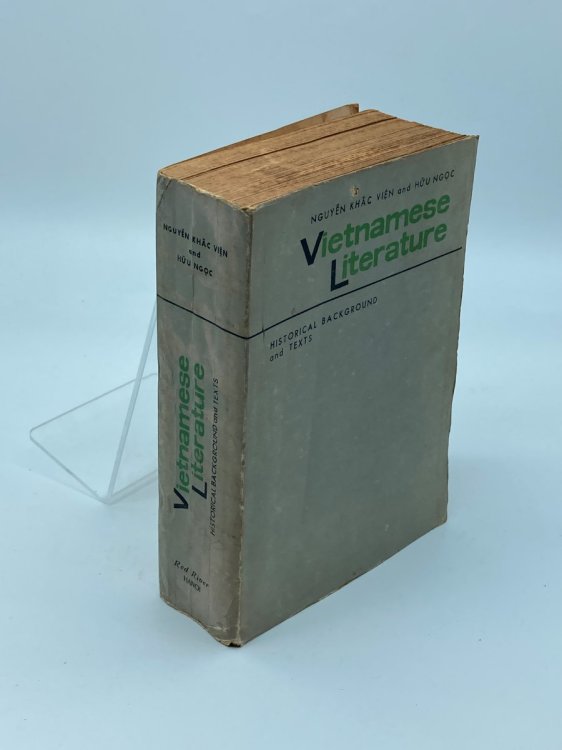 NGUYỄN KHẮC VIỆN and HỮU NGỌC
Vietnamese
Literature
HISTORICAL BACKGROUND
and TEXTS
NGUYỄN KHẮC VIỆN
and
HỮU NGỌC
Vietnamese
Literature
HISTORICAL BACKGROUND and TEXTS
Red River
HANOI